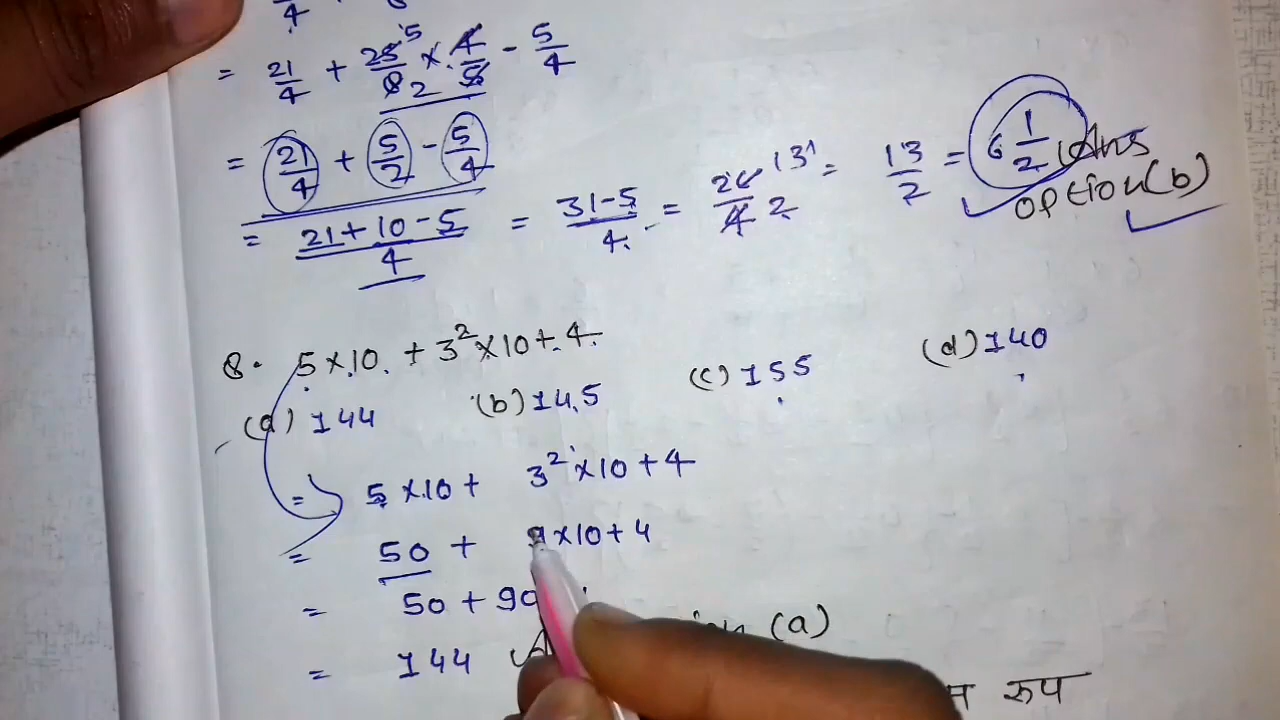 = 21/4 + 25/8 × 4/5 - 5/4
= 21/4 + 5/2 - 5/4
= 21+10-5/4 = 31-5/4 = 26/4 = 13/2 = 6 1/2 Ans
option (b)
8. 5×10 + 3²×10+4
(a) 144 (b) 145 (c) 155 (d) 140
= 5×10 + 3²×10+4
= 50 + 9×10+4
= 50 + 90
= 144 (a)
रूप